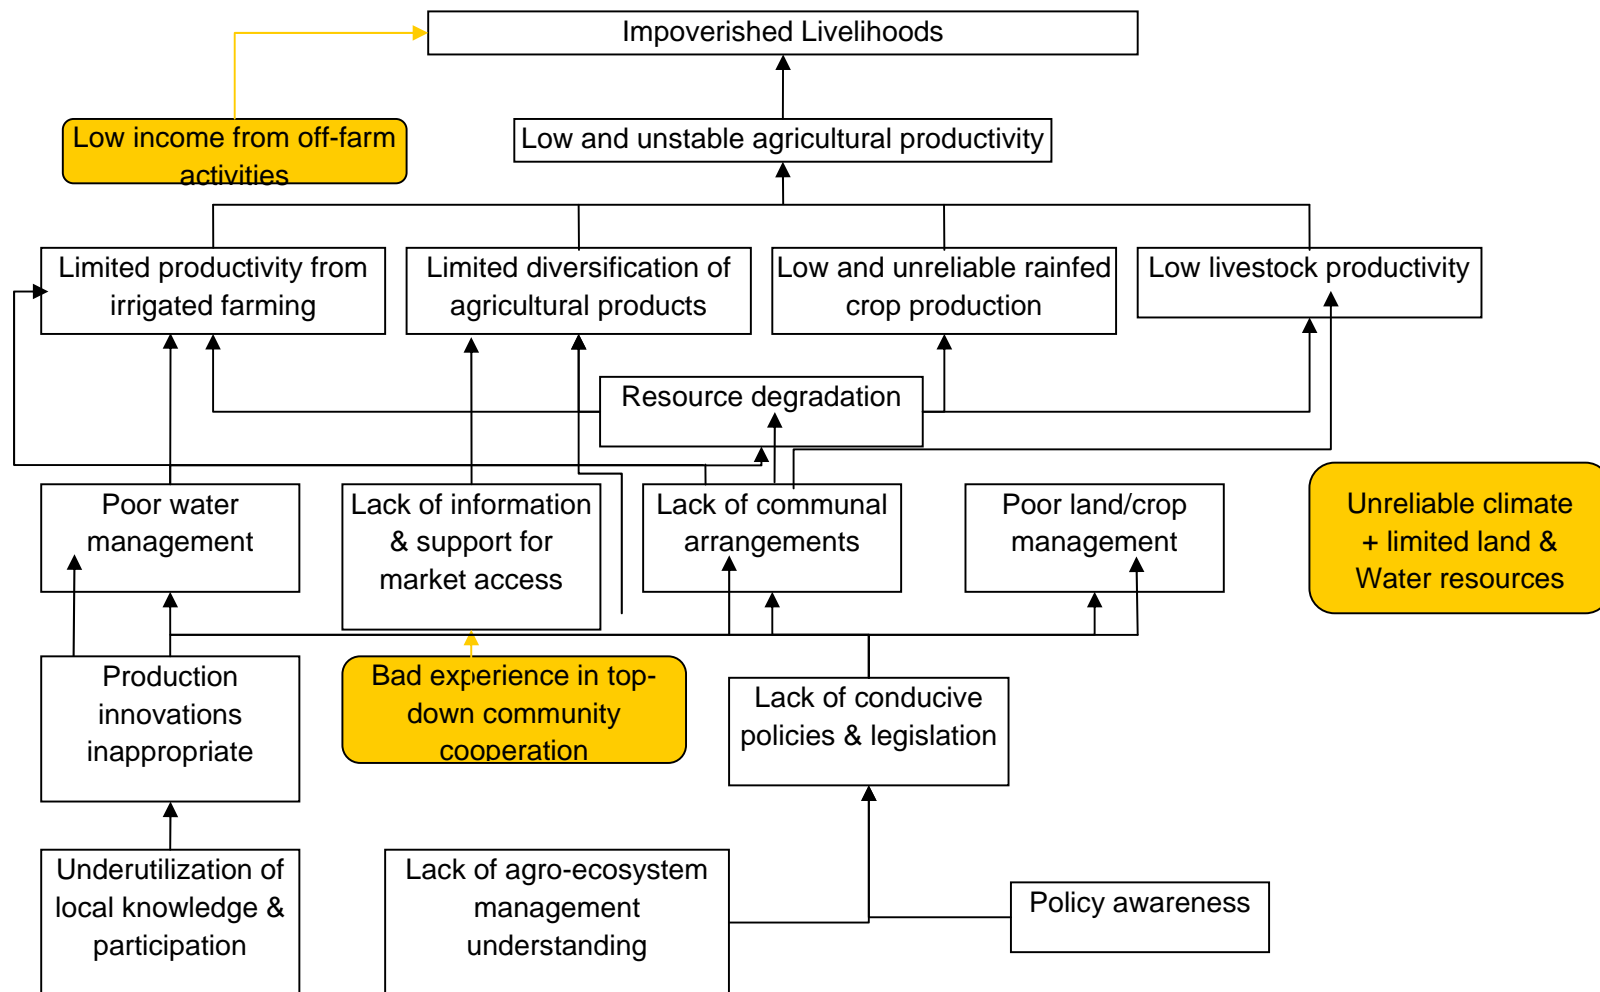 Impoverished Livelihoods
Low income from off-farm
activities
Low and unstable agricultural productivity
Limited productivity from
irrigated farming
Limited diversification of
agricultural products
Low and unreliable rainfed
crop production
Low livestock productivity
Resource degradation
Poor water
management
Lack of information
& support for
market access
Lack of communal
arrangements
Poor land/crop
management
Unreliable climate
+ limited land &
Water resources
Production
innovations
inappropriate
Bad experience in top-
down community
cooperation
Lack of conducive
policies & legislation
Underutilization of
local knowledge &
participation
Lack of agro-ecosystem
management
understanding
Policy awareness